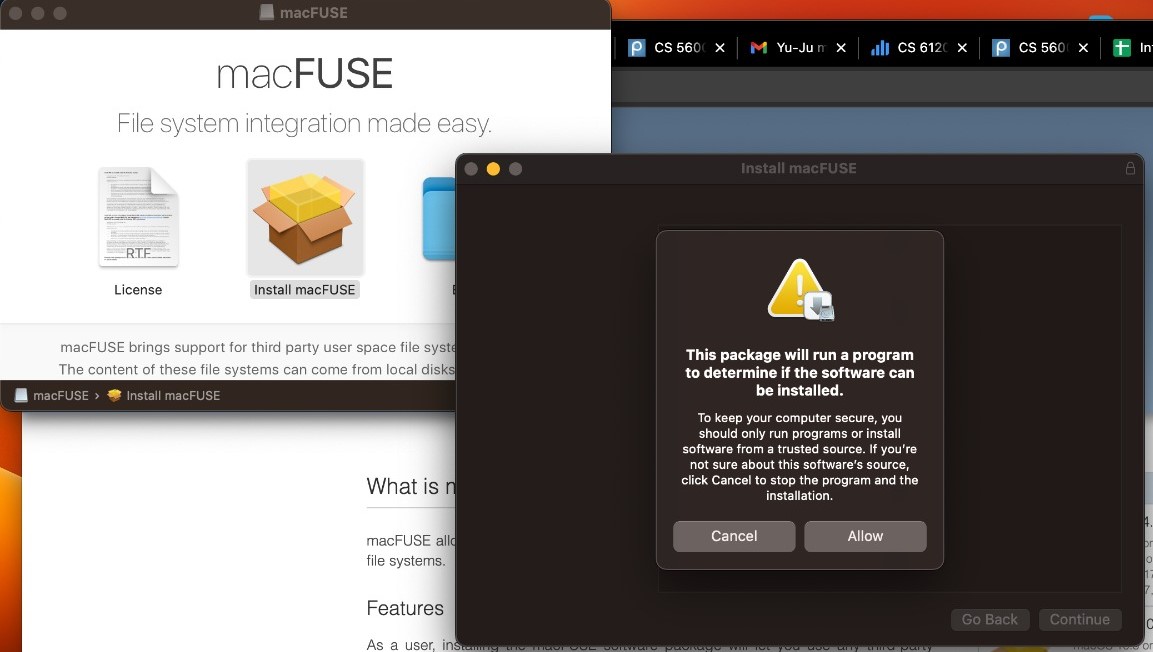 macFUSE
macFUSE
File system integration made easy.
RTF
License
Install macFUSE
macFUSE brings support for third party user space file
The content of these file systems can come from local disks
macFUSE › Install macFUSE
CS 560
Yu-Ju
CS 612
CS 560
What is
macFUSE
file systems.
Features
As a user, installing the macFUSE software package will let you use any third-party
Install macFUSE
This package will run a program
to determine if the software can
be installed.
To keep your computer secure, you
should only run programs or install
software from a trusted source. If you're
not sure about this software's source,
click Cancel to stop the program and the
installation.
Cancel
Allow
Go Back
Continue